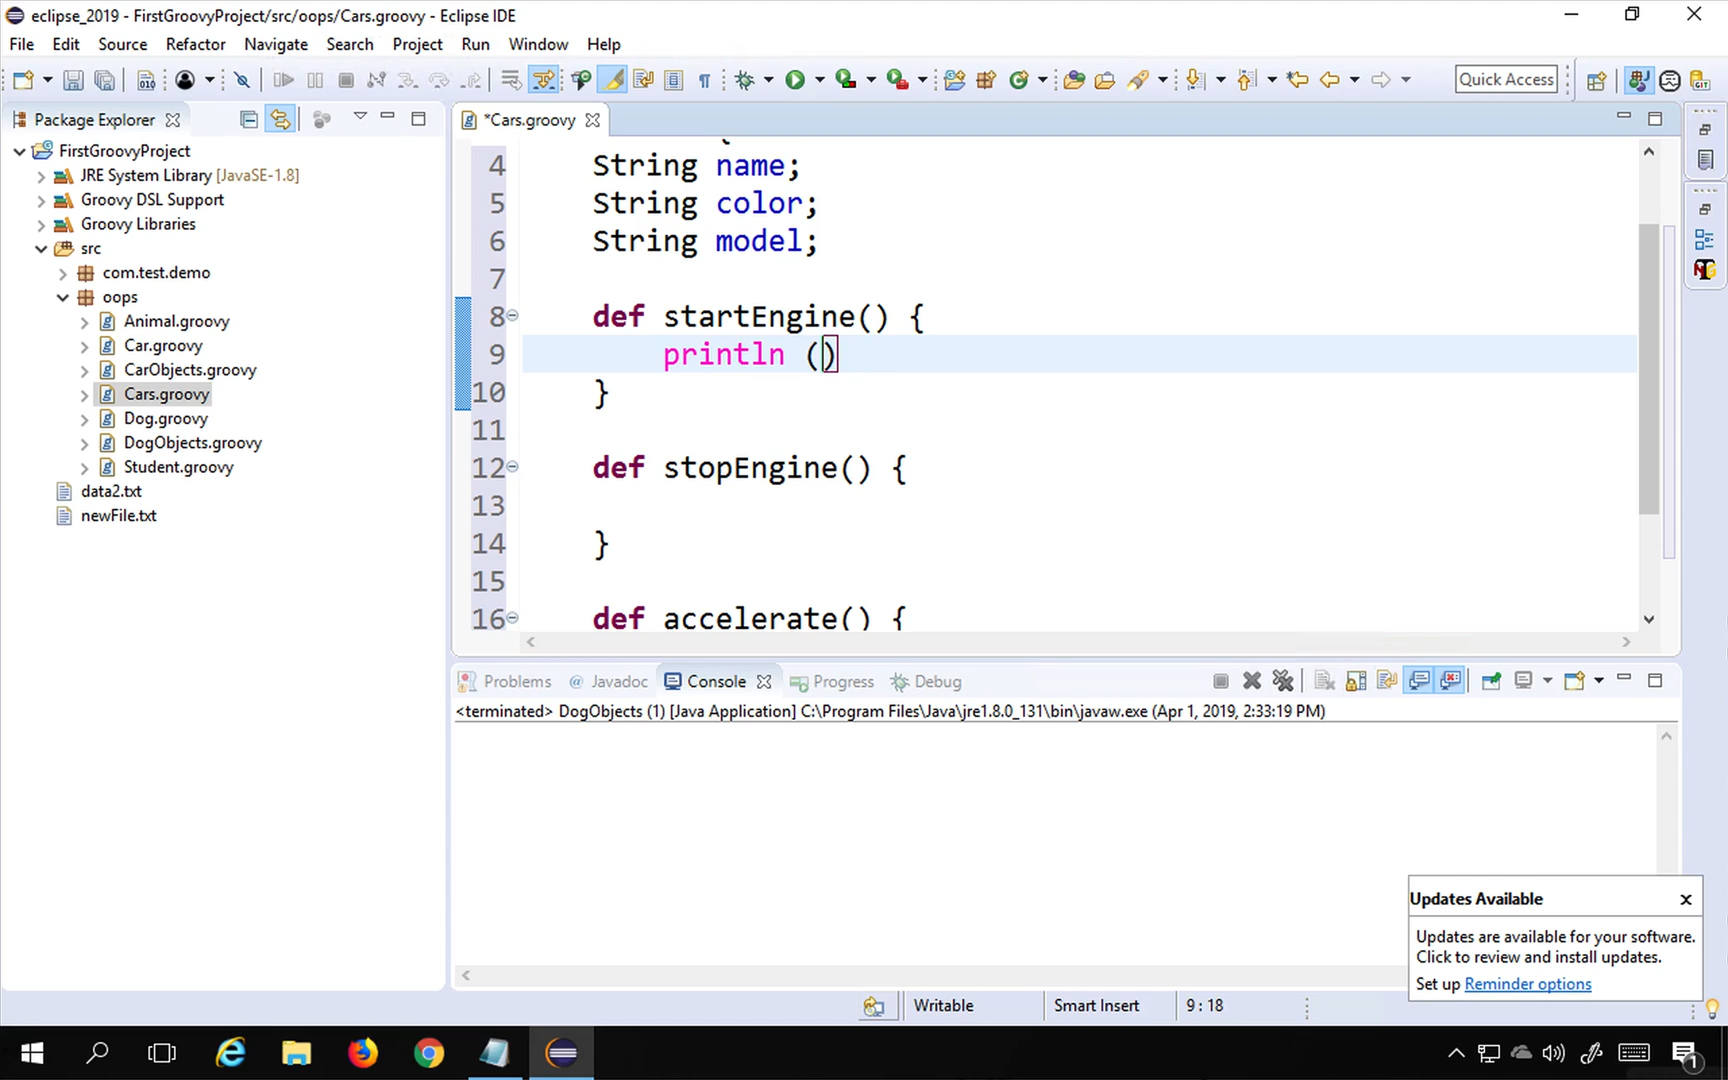 eclipse_2019 - FirstGroovyProject/src/oops/Cars.groovy - Eclipse IDE
File Edit Source Refactor Navigate Search Project Run Window Help
Quick Access
Package Explorer
*Cars.groovy
FirstGroovyProject
JRE System Library [JavaSE-1.8]
Groovy DSL Support
Groovy Libraries
src
com.test.demo
oops
Animal.groovy
Car.groovy
CarObjects.groovy
Cars.groovy
Dog.groovy
DogObjects.groovy
Student.groovy
data2.txt
newFile.txt
4 String name;
5 String color;
6 String model;
7
8 def startEngine() {
9 println ()
10 }
11
12 def stopEngine() {
13
14 }
15
16 def accelerate() {
Problems @ Javadoc Console Progress Debug
<terminated> DogObjects (1) [Java Application] C:\Program Files\Java\jre1.8.0_131\bin\javaw.exe (Apr 1, 2019, 2:33:19 PM)
Updates Available
Updates are available for your software.
Click to review and install updates.
Set up Reminder options
Writable Smart Insert 9 : 18
1